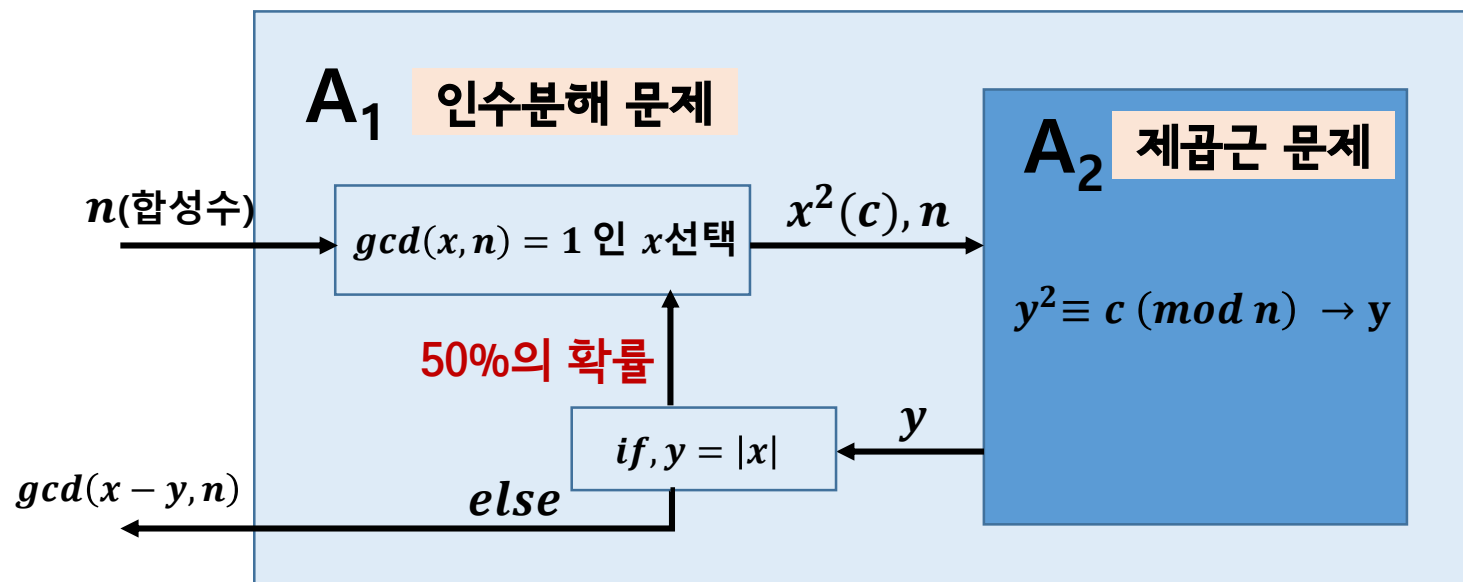 A₁ 인수분해 문제
A₂ 제곱근 문제
n(합성수)
gcd(x, n) = 1 인 x선택
x²(c), n
y² ≡ c (mod n) → y
50%의 확률
y
if, y = |x|
gcd(x − y, n)
else